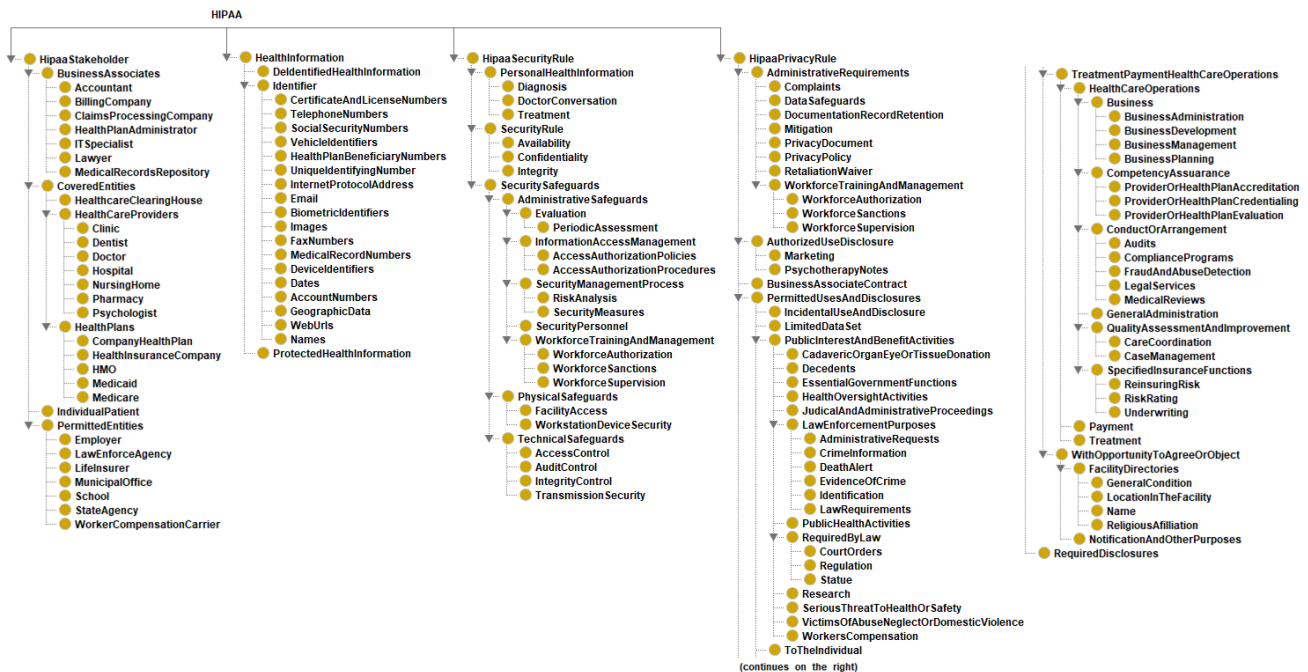 HIPAA
HipaaStakeholder
BusinessAssociates
Accountant
BillingCompany
ClaimsProcessingCompany
HealthPlanAdministrator
ITSpecialist
Lawyer
MedicalRecordsRepository
CoveredEntities
HealthcareClearingHouse
HealthCareProviders
Clinic
Dentist
Doctor
Hospital
NursingHome
Pharmacy
Psychologist
HealthPlans
CompanyHealthPlan
HealthInsuranceCompany
HMO
Medicaid
Medicare
IndividualPatient
PermittedEntities
Employer
LawEnforceAgency
LifeInsurer
MunicipalOffice
School
StateAgency
WorkerCompensationCarrier
HealthInformation
DeIdentifiedHealthInformation
Identifier
CertificateAndLicenseNumbers
TelephoneNumbers
SocialSecurityNumbers
VehicleIdentifiers
HealthPlanBeneficiaryNumbers
UniqueIdentifyingNumber
InternetProtocolAddress
Email
BiometricIdentifiers
Images
FaxNumbers
MedicalRecordNumbers
DeviceIdentifiers
Dates
AccountNumbers
GeographicData
WebUrls
Names
ProtectedHealthInformation
HipaaSecurityRule
PersonalHealthInformation
Diagnosis
DoctorConversation
Treatment
SecurityRule
Availability
Confidentiality
Integrity
SecuritySafeguards
AdministrativeSafeguards
Evaluation
PeriodicAssessment
InformationAccessManagement
AccessAuthorizationPolicies
AccessAuthorizationProcedures
SecurityManagementProcess
RiskAnalysis
SecurityMeasures
SecurityPersonnel
WorkforceTrainingAndManagement
WorkforceAuthorization
WorkforceSanctions
WorkforceSupervision
PhysicalSafeguards
FacilityAccess
WorkstationDeviceSecurity
TechnicalSafeguards
AccessControl
AuditControl
IntegrityControl
TransmissionSecurity
HipaaPrivacyRule
AdministrativeRequirements
Complaints
DataSafeguards
DocumentationRecordRetention
Mitigation
PrivacyDocument
PrivacyPolicy
RetaliationWaiver
WorkforceTrainingAndManagement
WorkforceAuthorization
WorkforceSanctions
WorkforceSupervision
AuthorizedUseDisclosure
Marketing
PsychotherapyNotes
BusinessAssociateContract
PermittedUsesAndDisclosures
IncidentalUseAndDisclosure
LimitedDataSet
PublicInterestAndBenefitActivities
CadavericOrganEyeOrTissueDonation
Decedents
EssentialGovernmentFunctions
HealthOversightActivities
JudicalAndAdministrativeProceedings
LawEnforcementPurposes
AdministrativeRequests
CrimeInformation
DeathAlert
EvidenceOfCrime
Identification
LawRequirements
PublicHealthActivities
RequiredByLaw
CourtOrders
Regulation
Statue
Research
SeriousThreatToHealthOrSafety
VictimsOfAbuseNeglectOrDomesticViolence
WorkersCompensation
ToTheIndividual
(continues on the right)
TreatmentPaymentHealthCareOperations
HealthCareOperations
Business
BusinessAdministration
BusinessDevelopment
BusinessManagement
BusinessPlanning
CompetencyAssuarance
ProviderOrHealthPlanAccreditation
ProviderOrHealthPlanCredentialing
ProviderOrHealthPlanEvaluation
ConductOrArrangement
Audits
CompliancePrograms
FraudAndAbuseDetection
LegalServices
MedicalReviews
GeneralAdministration
QualityAssessmentAndImprovement
CareCoordination
CaseManagement
SpecifiedInsuranceFunctions
ReinsuringRisk
RiskRating
Underwriting
Payment
Treatment
WithOpportunityToAgreeOrObject
FacilityDirectories
GeneralCondition
LocationInTheFacility
Name
ReligiousAfilliation
NotificationAndOtherPurposes
RequiredDisclosures